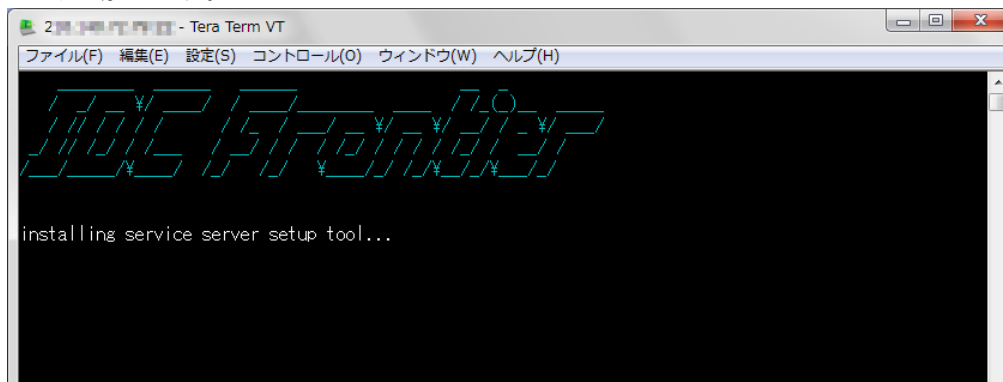 2 - Tera Term VT
ファイル(F) 編集(E) 設定(S) コントロール(O) ウィンドウ(W) ヘルプ(H)
IDC Frontier
installing service server setup tool...